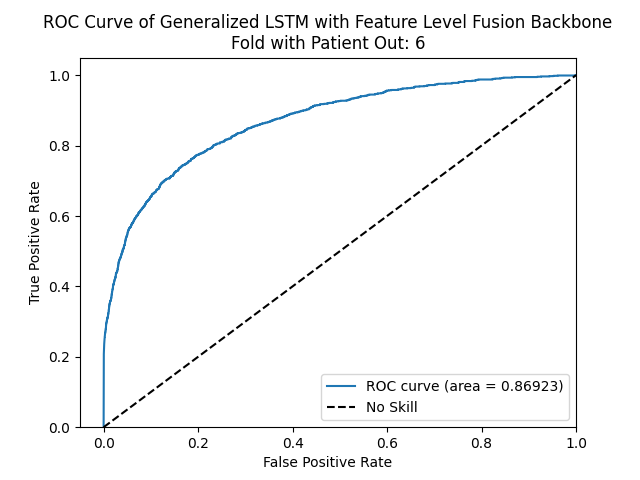 ROC Curve of Generalized LSTM with Feature Level Fusion Backbone
Fold with Patient Out: 6
True Positive Rate
1.0
0.8
0.6
0.4
0.2
0.0
ROC curve (area = 0.86923)
No Skill
0.0 0.2 0.4 0.6 0.8 1.0
False Positive Rate